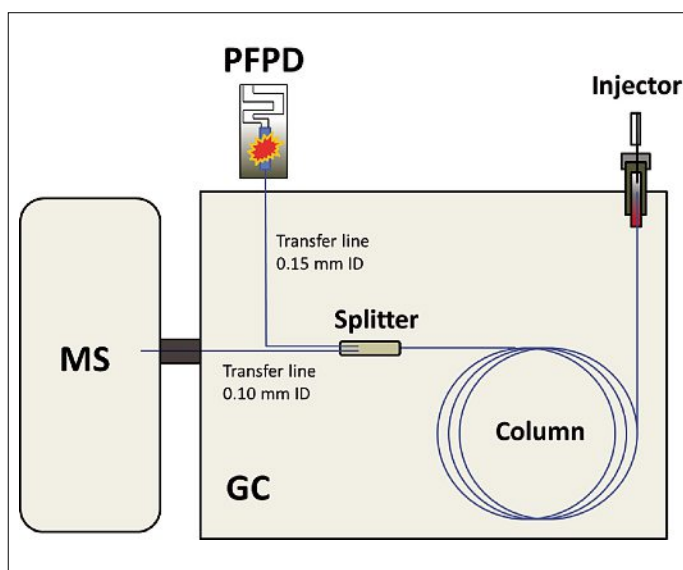 PFPD
Injector
Transfer line
0.15 mm ID
Splitter
MS
Transfer line
0.10 mm ID
Column
GC